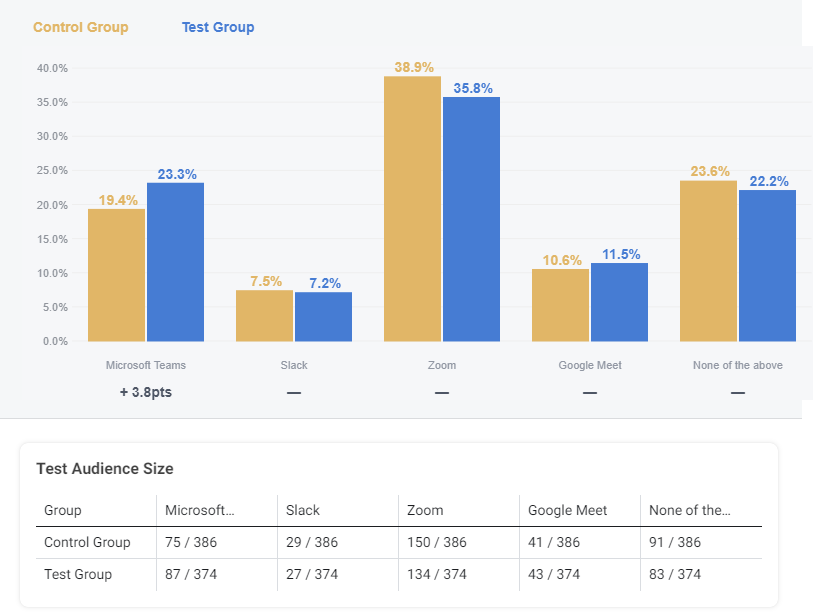 Control Group Test Group
40.0%
35.0%
30.0%
25.0%
20.0%
15.0%
10.0%
5.0%
0.0%
19.4% 23.3% 7.5% 7.2% 38.9% 35.8% 10.6% 11.5% 23.6% 22.2%
Microsoft Teams Slack Zoom Google Meet None of the above
+ 3.8pts — — — —
Test Audience Size
Group Microsoft... Slack Zoom Google Meet None of the...
Control Group 75 / 386 29 / 386 150 / 386 41 / 386 91 / 386
Test Group 87 / 374 27 / 374 134 / 374 43 / 374 83 / 374